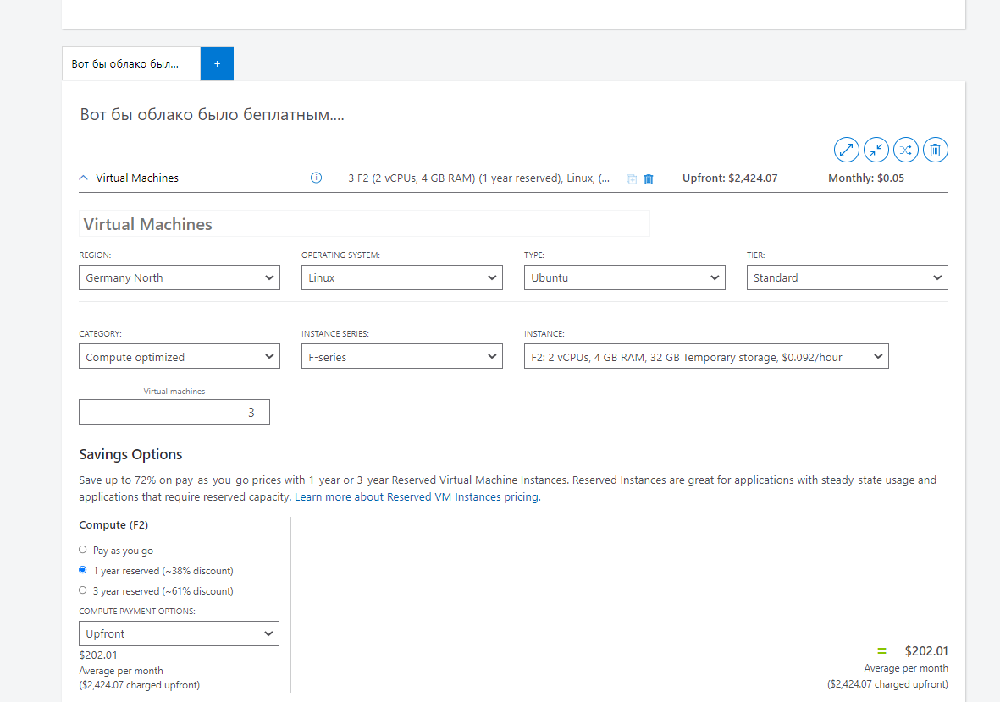 Вот бы облако был...
+
Вот бы облако было беплатным....
Virtual Machines
3 F2 (2 vCPUs, 4 GB RAM) (1 year reserved), Linux, (...
Upfront: $2,424.07
Monthly: $0.05
Virtual Machines
REGION:
OPERATING SYSTEM:
TYPE:
TIER:
Germany North
Linux
Ubuntu
Standard
CATEGORY:
INSTANCE SERIES:
INSTANCE:
Compute optimized
F-series
F2: 2 vCPUs, 4 GB RAM, 32 GB Temporary storage, $0.092/hour
Virtual machines
3
Savings Options
Save up to 72% on pay-as-you-go prices with 1-year or 3-year Reserved Virtual Machine Instances. Reserved Instances are great for applications with steady-state usage and
applications that require reserved capacity. Learn more about Reserved VM Instances pricing.
Compute (F2)
Pay as you go
1 year reserved (~38% discount)
3 year reserved (~61% discount)
COMPUTE PAYMENT OPTIONS:
Upfront
$202.01
Average per month
($2,424.07 charged upfront)
= $202.01
Average per month
($2,424.07 charged upfront)